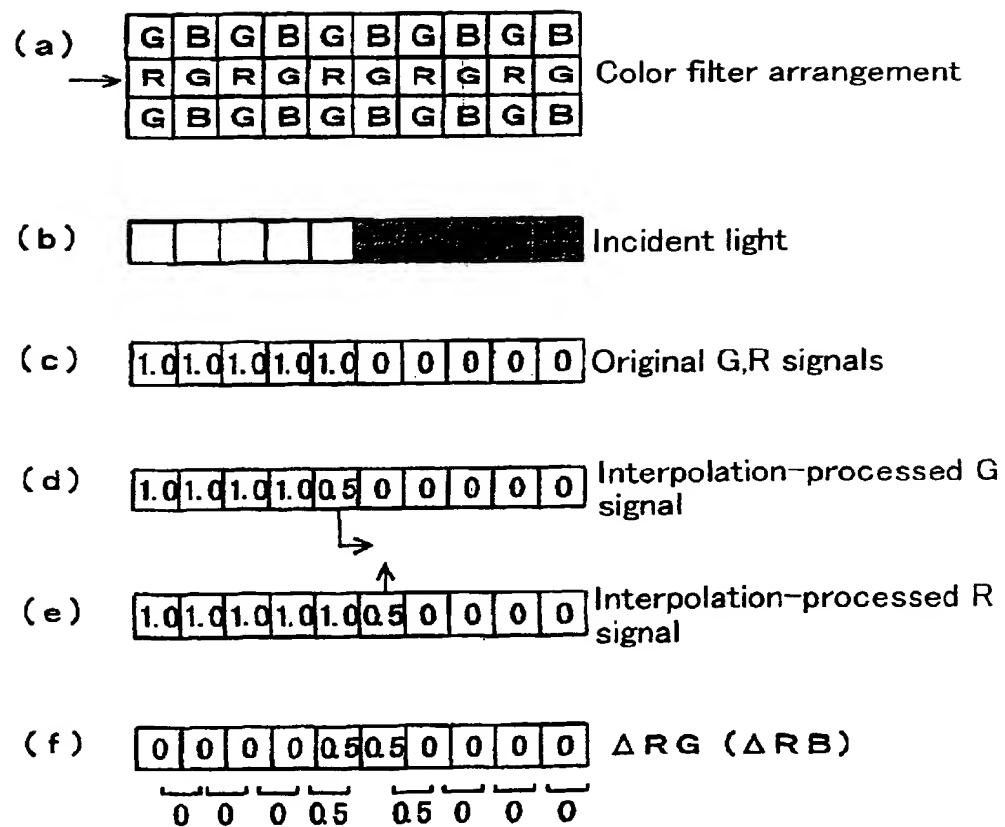 (a)
G B G B G B G B G B
R G R G R G R G R G
G B G B G B G B G B
Color filter arrangement
(b)
Incident light
(c)
1.0 1.0 1.0 1.0 1.0 0 0 0 0 0
Original G,R signals
(d)
1.0 1.0 1.0 1.0 0.5 0 0 0 0 0
Interpolation-processed G
signal
(e)
1.0 1.0 1.0 1.0 1.0 0.5 0 0 0 0
Interpolation-processed R
signal
(f)
0 0 0 0 0.5 0.5 0 0 0 0
ΔRG (ΔRB)
0 0 0 0.5 0.5 0 0 0